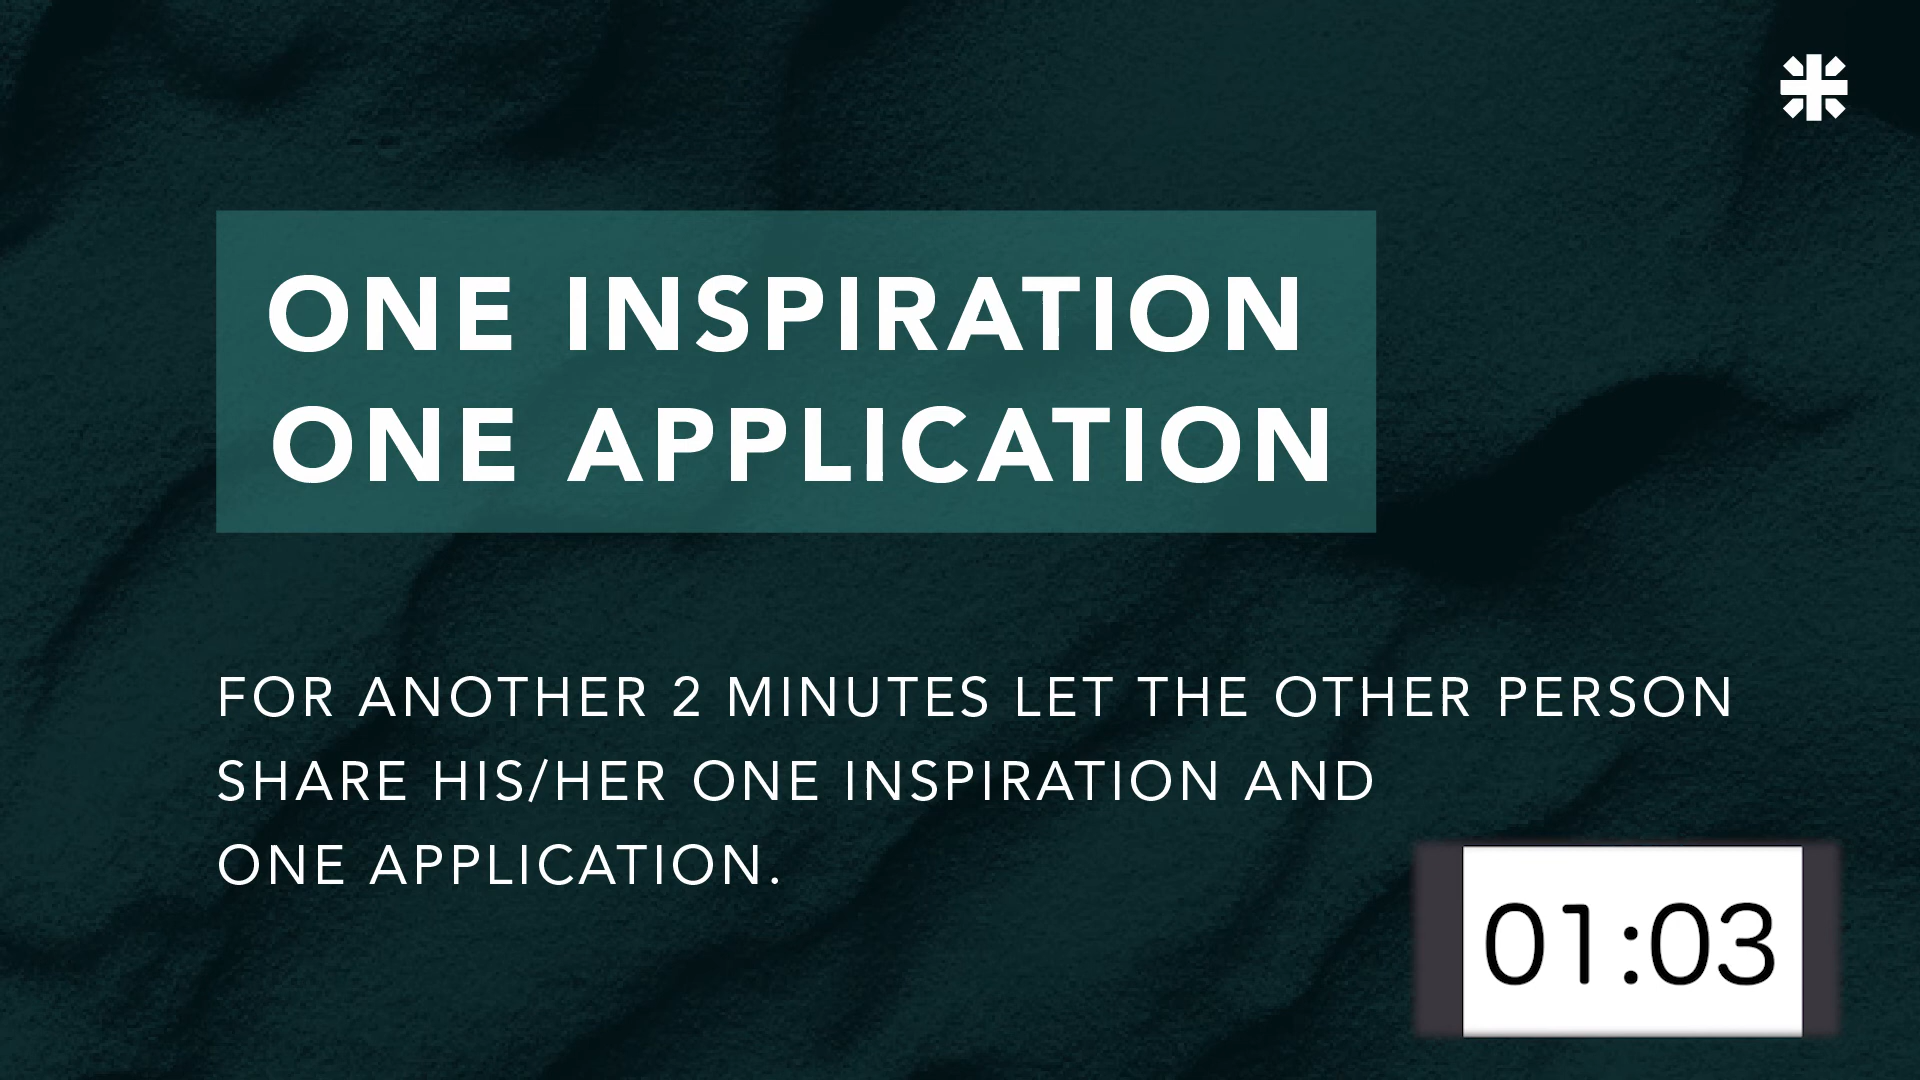 ONE INSPIRATION
ONE APPLICATION
FOR ANOTHER 2 MINUTES LET THE OTHER PERSON
SHARE HIS/HER ONE INSPIRATION AND
ONE APPLICATION.
01:03